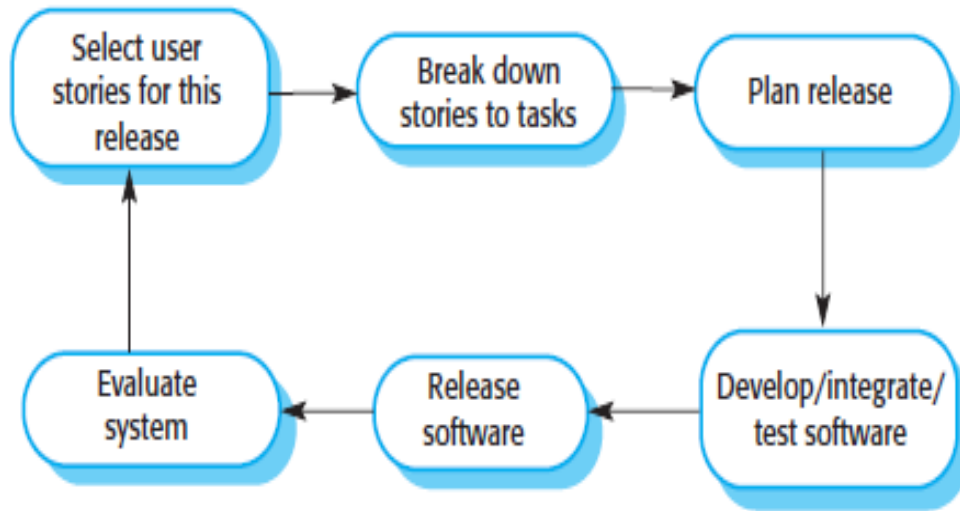 Select user
stories for this
release
Break down
stories to tasks
Plan release
Develop/integrate/
test software
Release
software
Evaluate
system